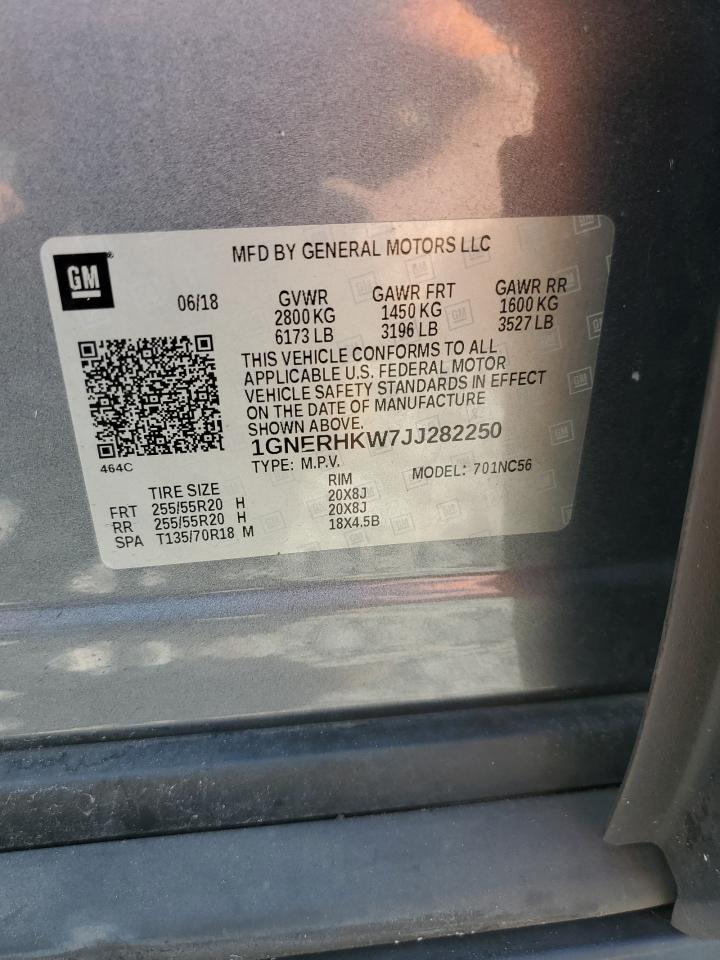 GM
MFD BY GENERAL MOTORS LLC
06/18
GVWR
2800 KG
6173 LB
GAWR FRT
1450 KG
3196 LB
GAWR RR
1600 KG
3527 LB
THIS VEHICLE CONFORMS TO ALL
APPLICABLE U.S. FEDERAL MOTOR
VEHICLE SAFETY STANDARDS IN EFFECT
ON THE DATE OF MANUFACTURE
SHOWN ABOVE.
1GNERHKW7JJ282250
464C
TYPE: M.P.V.
MODEL: 701NC56
TIRE SIZE
RIM
FRT 255/55R20 H 20X8J
RR 255/55R20 H 20X8J
SPA T135/70R18 M 18X4.5B